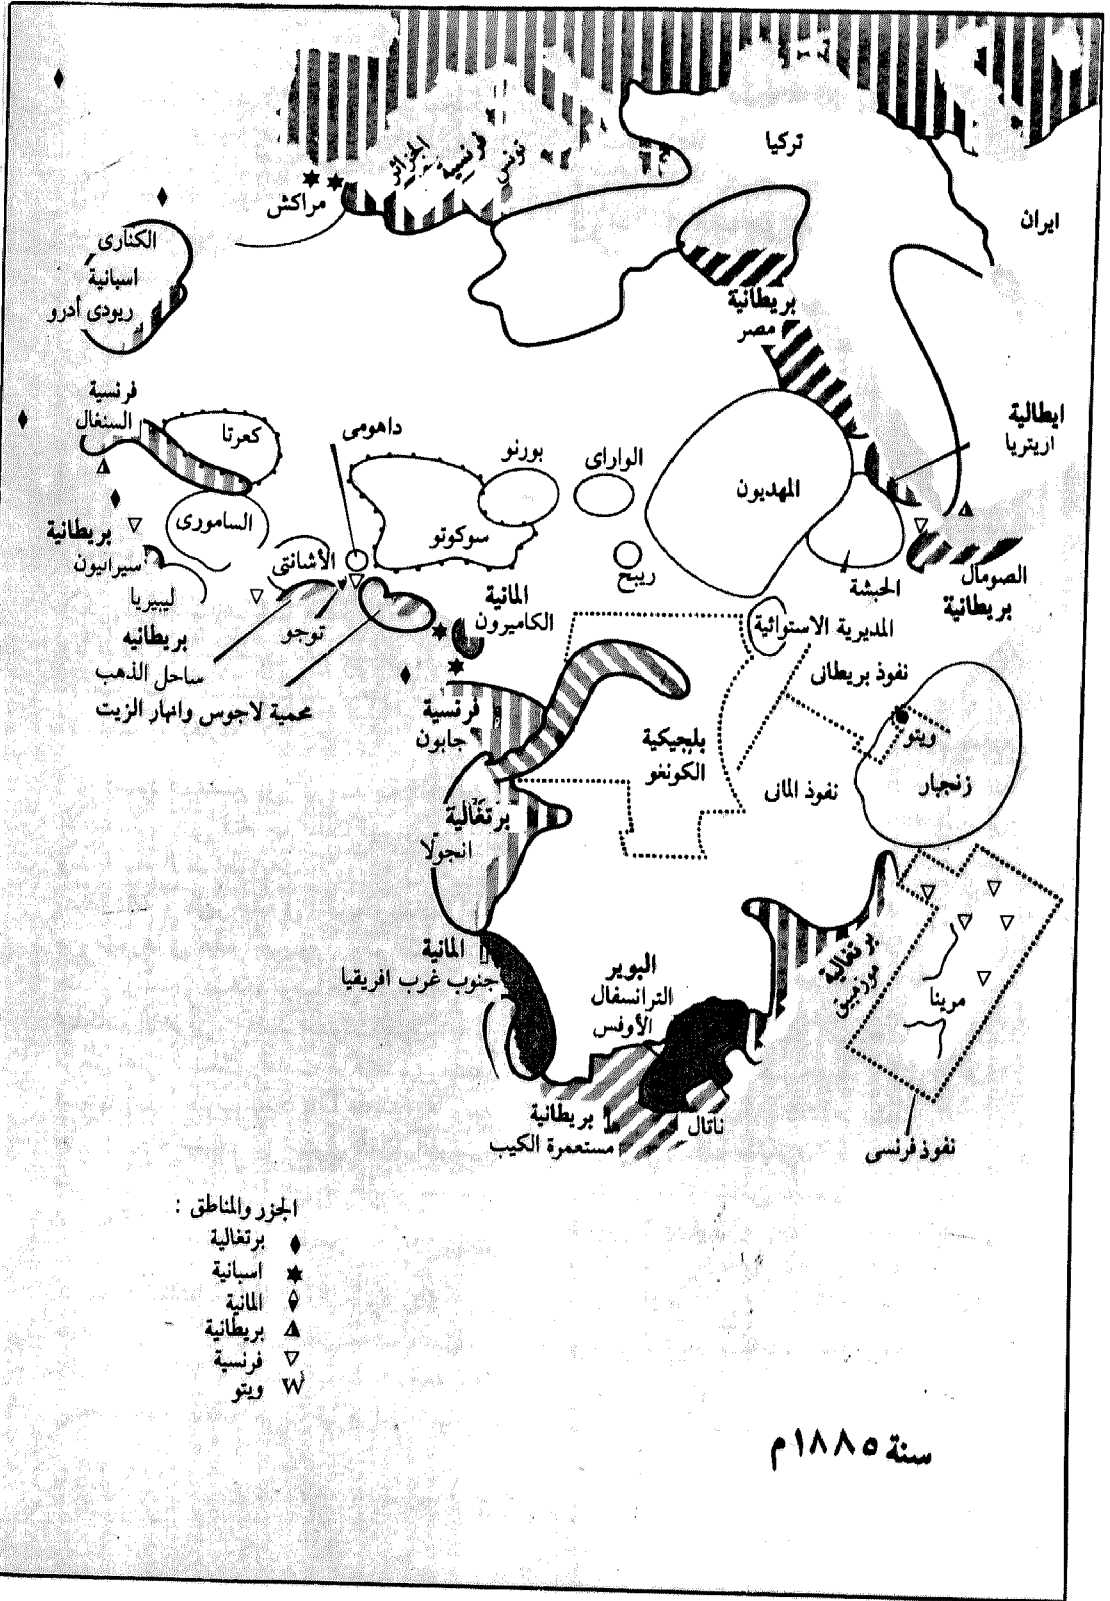 تركيا
ايران
الجزائر
فرنسية
تونس
مراكش
الكنارى
اسبانية
ريودى أدرو
بريطانية
مصر
ايطالية
اريتريا
فرنسية
السنغال
كعرتا
داهومى
بورنو
الواراى
المهديون
السامورى
سوكوتو
بريطانية
سيراليون
ليبيريا
الأشانتى
ريبح
الحبشة
الصومال
بريطانية
المانية
الكاميرون
المديرية الاستوائية
توجو
بريطانيه
ساحل الذهب
محمية لاجوس وانهار الزيت
نفوذ بريطانى
ويتو
زنجبار
فرنسية
جابون
بلجيكية
الكونغو
نفوذ المانى
برتغالية
انجولا
المانية
جنوب غرب افريقيا
البوير
الترانسفال
الأوفس
برتغالية
موزمبيق
مرينا
بريطانية
مستعمرة الكيب
ناتال
نفوذ فرنسى
الجزر والمناطق :
برتغالية
اسبانية
المانية
بريطانية
فرنسية
ويتو
W
سنة ١٨٨٥م